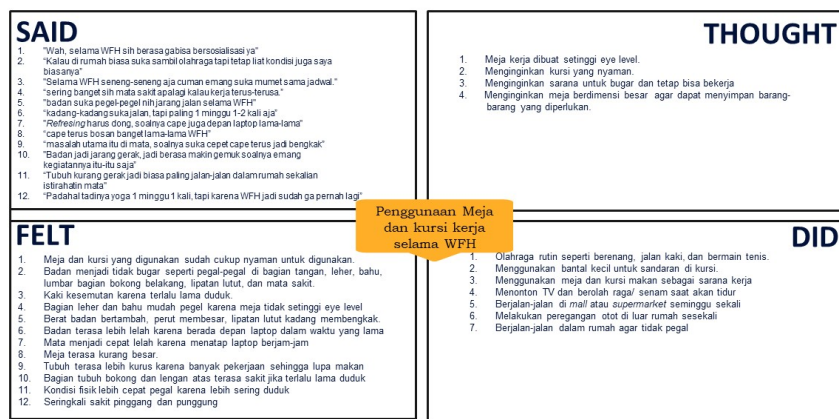 SAID
1. "Wah, selama WFH sih berasa gabisa bersosialisasi ya"
2. "Kalau di rumah biasa suka sambil olahraga tapi tetap liat kondisi juga saya
biasanya"
3. "Selama WFH seneng-seneng aja cuman emang suka mumet sama jadwal."
4. "sering banget sih mata sakit apalagi kalau kerja terus-terusa."
5. "badan suka pegel-pegel nih jarang jalan selama WFH"
6. "kadang-kadang suka jalan, tapi paling 1 minggu 1-2 kali aja"
7. "Refresing harus dong, soalnya cape juga depan laptop lama-lama"
8. "cape terus bosan banget lama-lama WFH"
9. "masalah utama itu di mata, soalnya suka cepet cape terus jadi bengkak"
10. "Badan jadi jarang gerak, jadi berasa makin gemuk soalnya emang
kegiatannya itu-itu saja"
11. "Tubuh kurang gerak jadi biasa paling jalan-jalan dalam rumah sekalian
istirahatin mata"
12. "Padahal tadinya yoga 1 minggu 1 kali, tapi karena WFH jadi sudah ga pernah lagi"
THOUGHT
1. Meja kerja dibuat setinggi eye level.
2. Menginginkan kursi yang nyaman.
3. Menginginkan sarana untuk bugar dan tetap bisa bekerja
4. Menginginkan meja berdimensi besar agar dapat menyimpan barang-
barang yang diperlukan.
Penggunaan Meja
dan kursi kerja
selama WFH
FELT
1. Meja dan kursi yang digunakan sudah cukup nyaman untuk digunakan.
2. Badan menjadi tidak bugar seperti pegal-pegal di bagian tangan, leher, bahu,
lumbar bagian bokong belakang, lipatan lutut, dan mata sakit.
3. Kaki kesemutan karena terlalu lama duduk.
4. Bagian leher dan bahu mudah pegel karena meja tidak setinggi eye level
5. Berat badan bertambah, perut membesar, lipatan lutut kadang membengkak.
6. Badan terasa lebih lelah karena berada depan laptop dalam waktu yang lama
7. Mata menjadi cepat lelah karena menatap laptop berjam-jam
8. Meja terasa kurang besar.
9. Tubuh terasa lebih kurus karena banyak pekerjaan sehingga lupa makan
10. Bagian tubuh bokong dan lengan atas terasa sakit jika terlalu lama duduk
11. Kondisi fisik lebih cepat pegal karena lebih sering duduk
12. Seringkali sakit pinggang dan punggung
DID
1. Olahraga rutin seperti berenang, jalan kaki, dan bermain tenis.
2. Menggunakan bantal kecil untuk sandaran di kursi.
3. Menggunakan meja dan kursi makan sebagai sarana kerja
4. Menonton TV dan berolah raga/ senam saat akan tidur
5. Berjalan-jalan di mall atau supermarket seminggu sekali
6. Melakukan peregangan otot di luar rumah sesekali
7. Berjalan-jalan dalam rumah agar tidak pegal